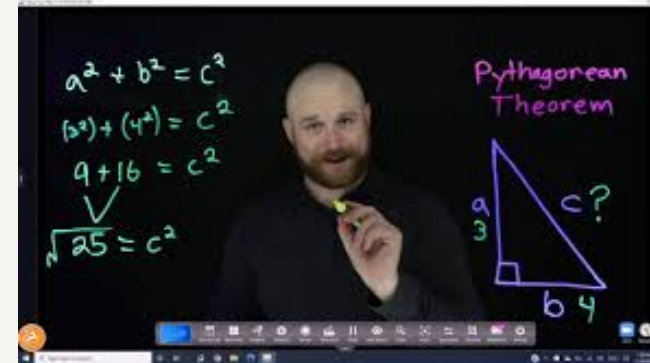 a² + b² = c²
(3²) + (4²) = c²
9 + 16 = c²
√25 = c²
Pythagorean
Theorem
a
3
c ?
b 4